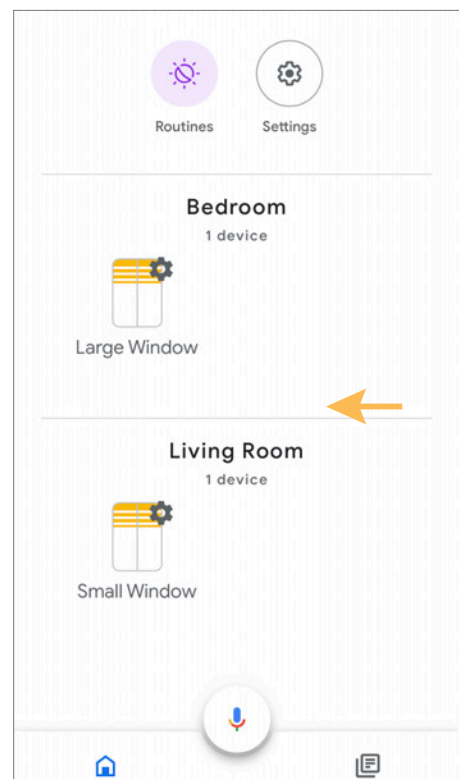 Routines
Settings
Bedroom
1 device
Large Window
Living Room
1 device
Small Window